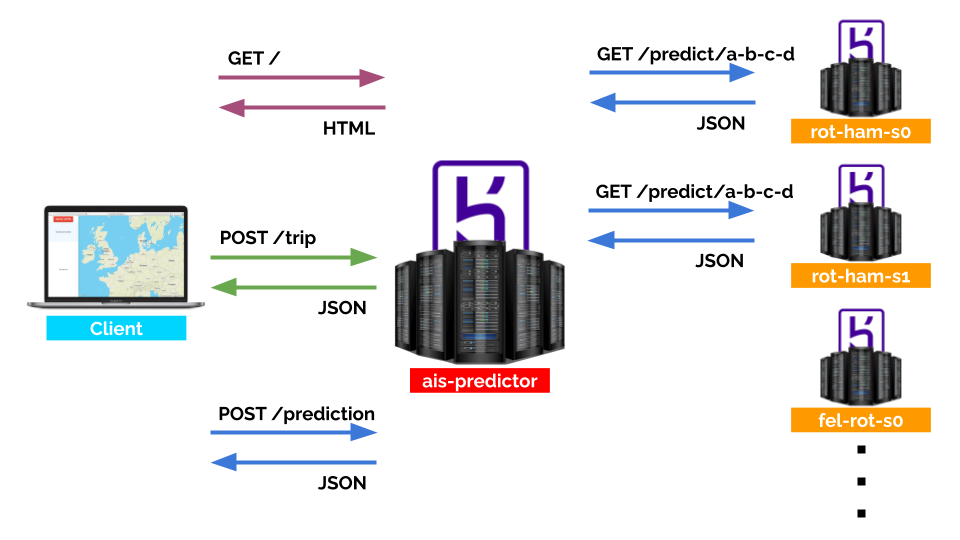 GET /
HTML
POST /trip
JSON
POST /prediction
JSON
Client
ais-predictor
GET /predict/a-b-c-d
JSON
rot-ham-s0
GET /predict/a-b-c-d
JSON
rot-ham-s1
fel-rot-s0